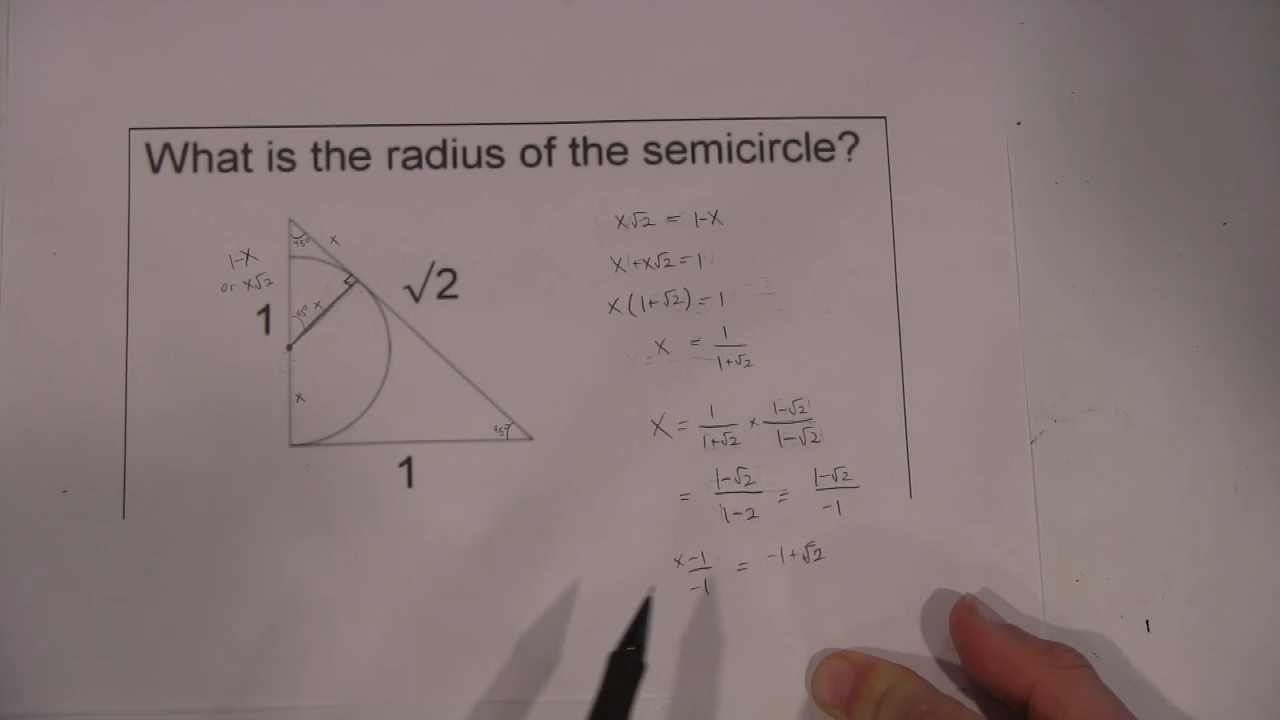 What is the radius of the semicircle?
45° x
1-x
or x√2
√2
1
45° x
x
45°
1
x√2 = 1-x
x + x√2 = 1
x(1+√2) = 1
x = 1/(1+√2)
x = 1/(1+√2) × (1-√2)/(1-√2)
= (1-√2)/(1-2) = (1-√2)/-1
× -1/-1 = -1+√2